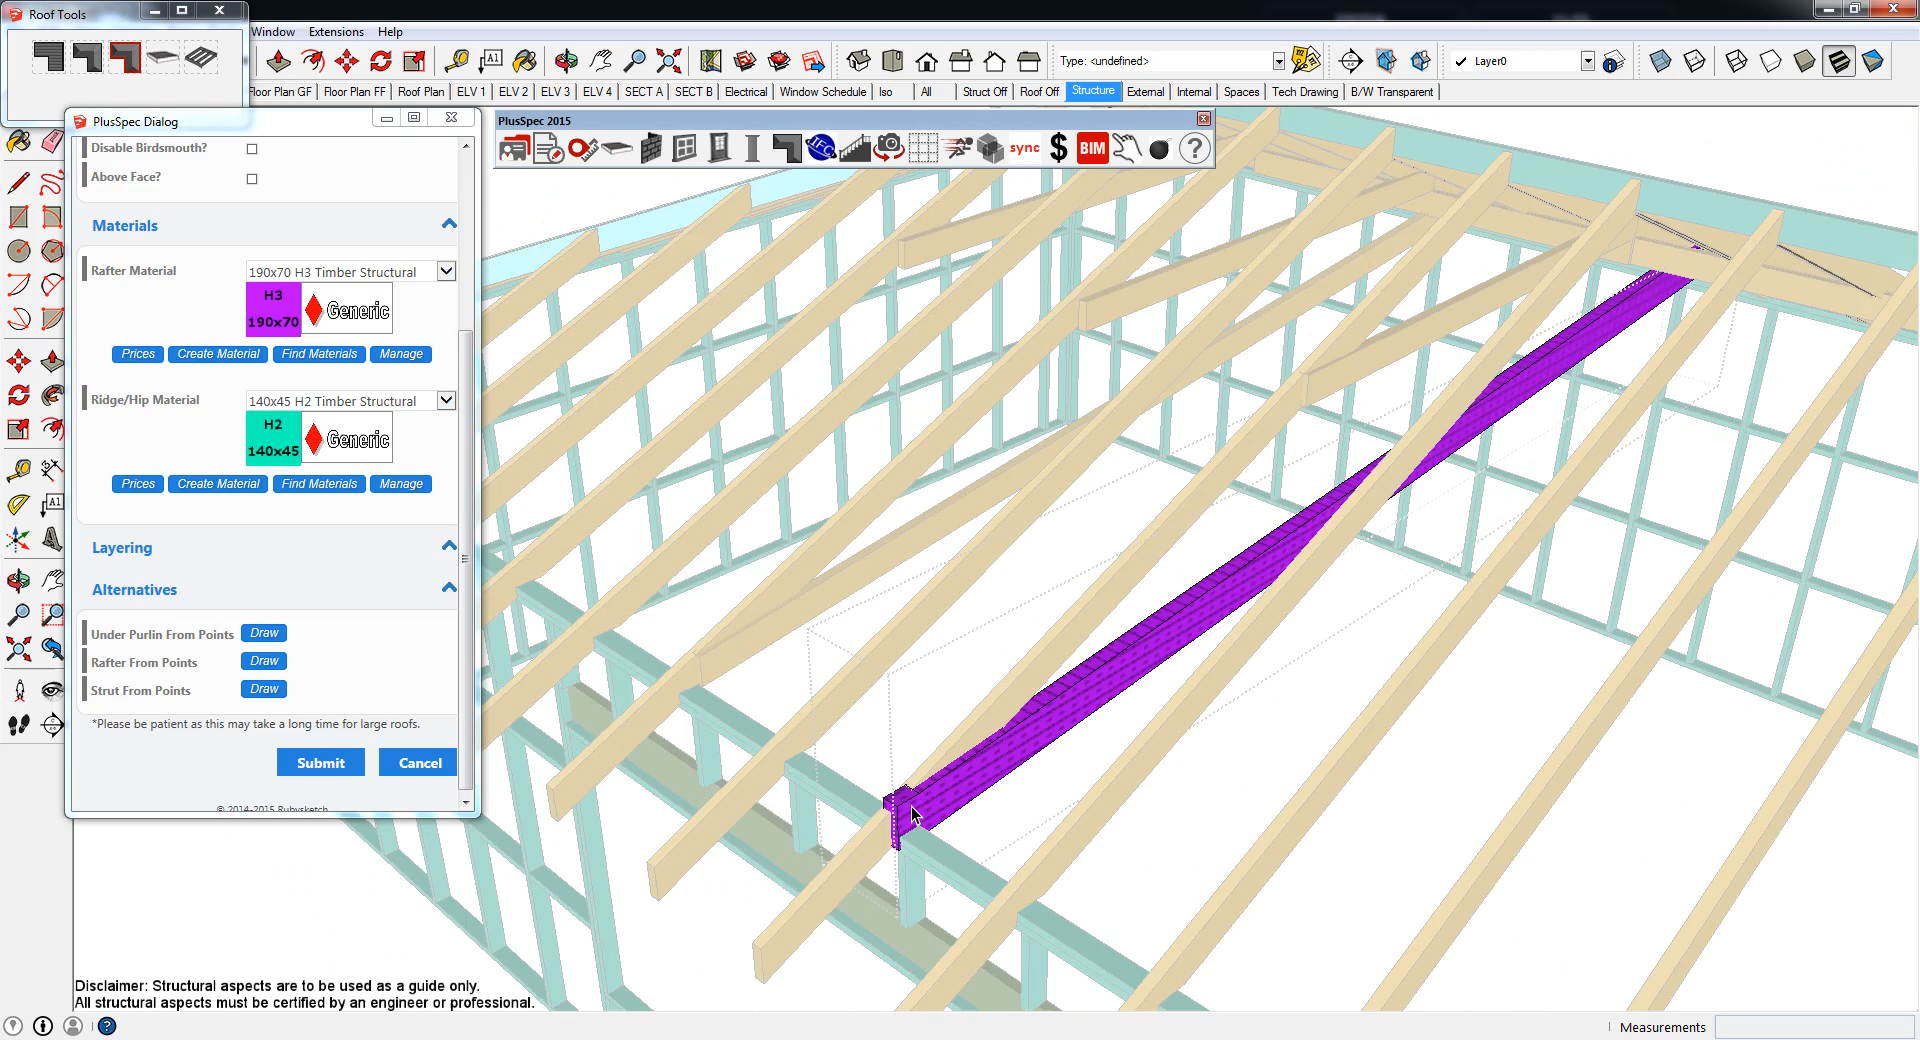 Roof Tools
Window Extensions Help
A1
Type: <undefined>
Layer0
Floor Plan GF Floor Plan FF Roof Plan ELV 1 ELV 2 ELV 3 ELV 4 SECT A SECT B Electrical Window Schedule Iso All Struct Off Roof Off Structure External Internal Spaces Tech Drawing B/W Transparent
PlusSpec Dialog
PlusSpec 2015
IFC sync $ BIM ?
Disable Birdsmouth?
Above Face?
Materials
Rafter Material
190x70 H3 Timber Structural
H3
190x70
Generic
Prices Create Material Find Materials Manage
Ridge/Hip Material
140x45 H2 Timber Structural
H2
140x45
Generic
Prices Create Material Find Materials Manage
A1
Layering
Alternatives
Under Purlin From Points Draw
Rafter From Points Draw
Strut From Points Draw
*Please be patient as this may take a long time for large roofs.
Submit Cancel
© 2014-2015 Rubysketch
Disclaimer: Structural aspects are to be used as a guide only.
All structural aspects must be certified by an engineer or professional.
Measurements